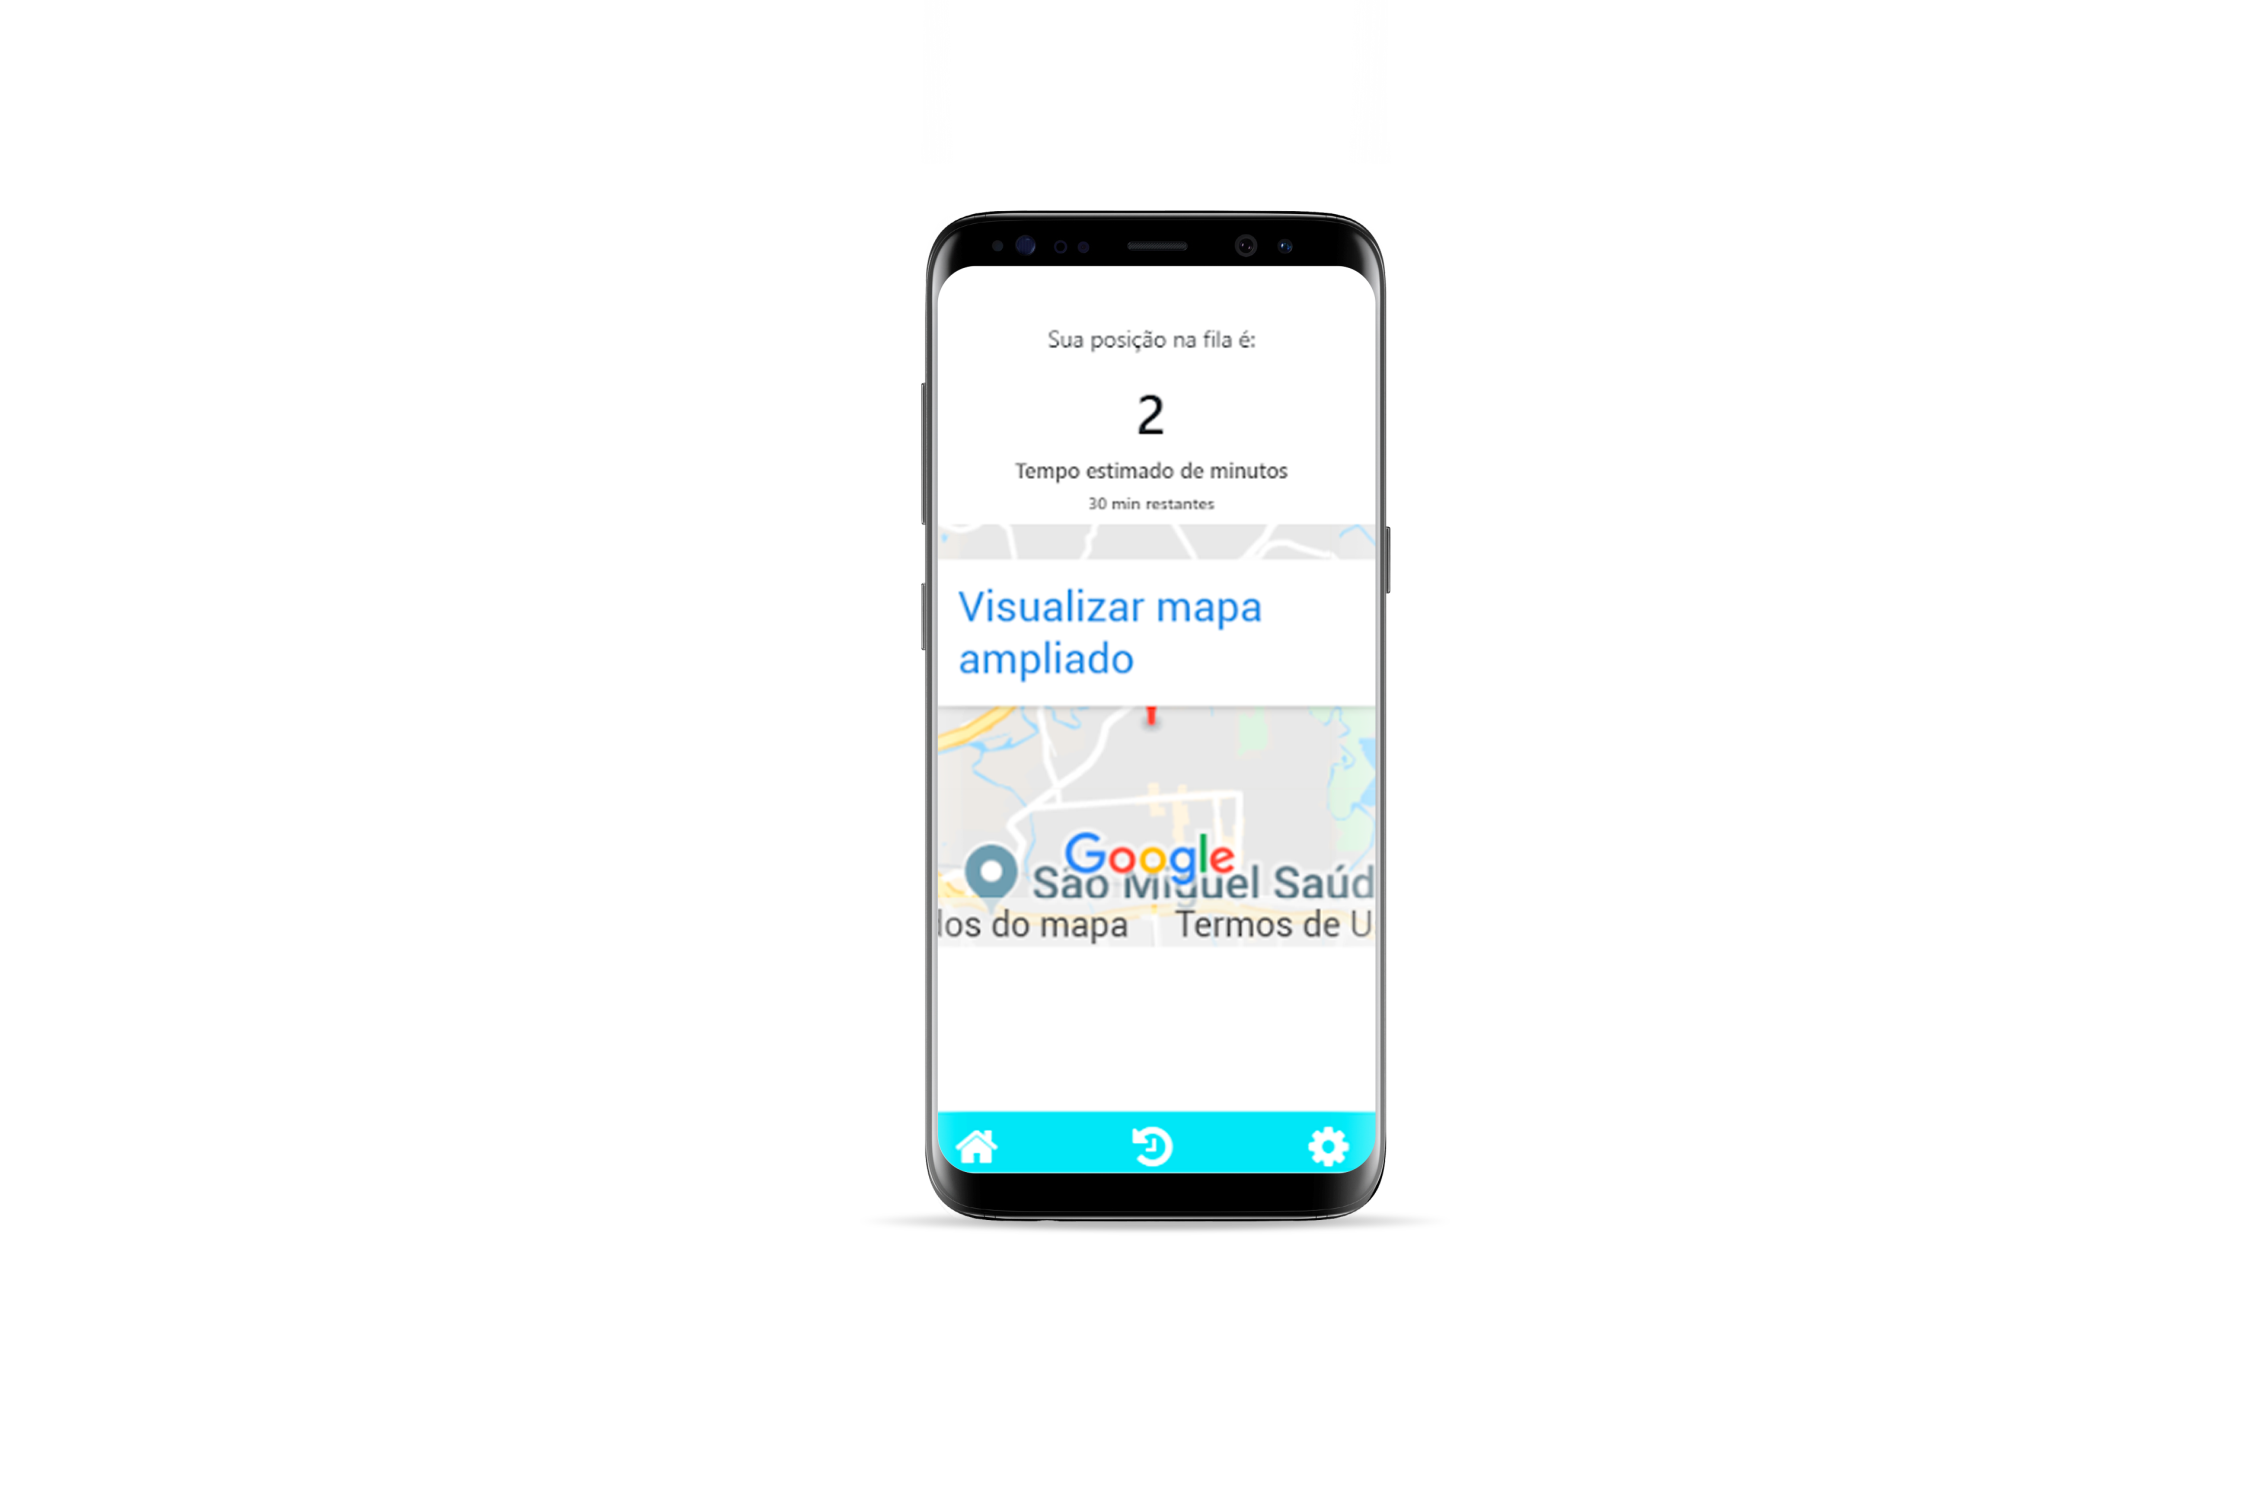 Sua posição na fila é:
2
Tempo estimado de minutos
30 min restantes
Visualizar mapa
ampliado
Google
São Miguel Saúd
do mapa Termos de